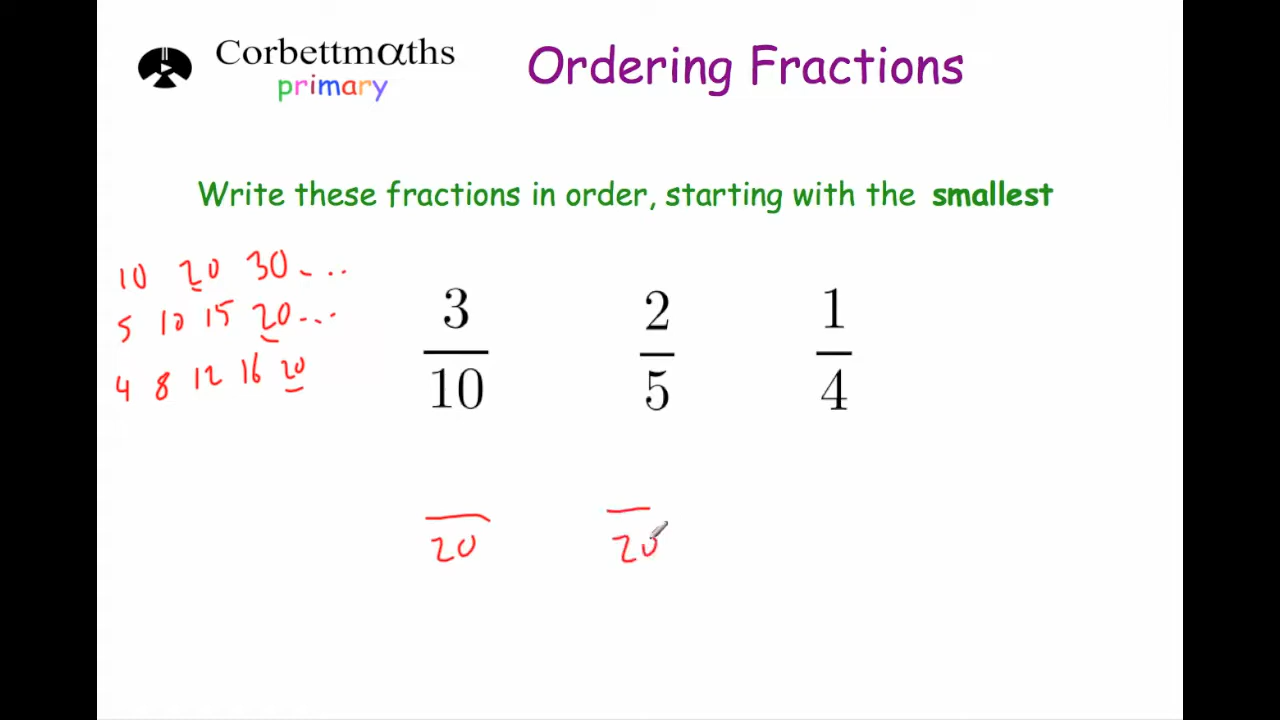 Corbettmαths
primary
Ordering Fractions
Write these fractions in order, starting with the smallest
10 20 30 ...
5 10 15 20 ...
4 8 12 16 20
3 2 1
10 5 4
20 20